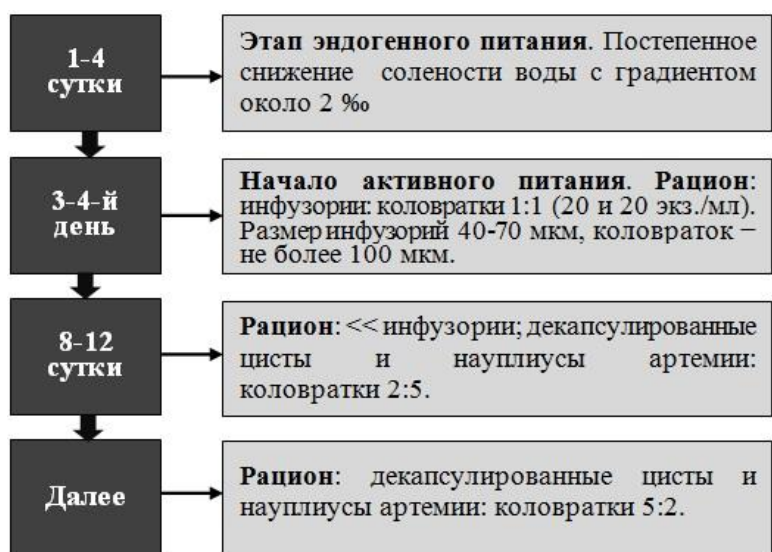 1-4
сутки
Этап эндогенного питания. Постепенное
снижение солености воды с градиентом
около 2 ‰
3-4-й
день
Начало активного питания. Рацион:
инфузории: коловратки 1:1 (20 и 20 экз./мл).
Размер инфузорий 40-70 мкм, коловраток –
не более 100 мкм.
8-12
сутки
Рацион: << инфузории; декапсулированные
цисты и науплиусы артемии:
коловратки 2:5.
Далее
Рацион: декапсулированные цисты и
науплиусы артемии: коловратки 5:2.